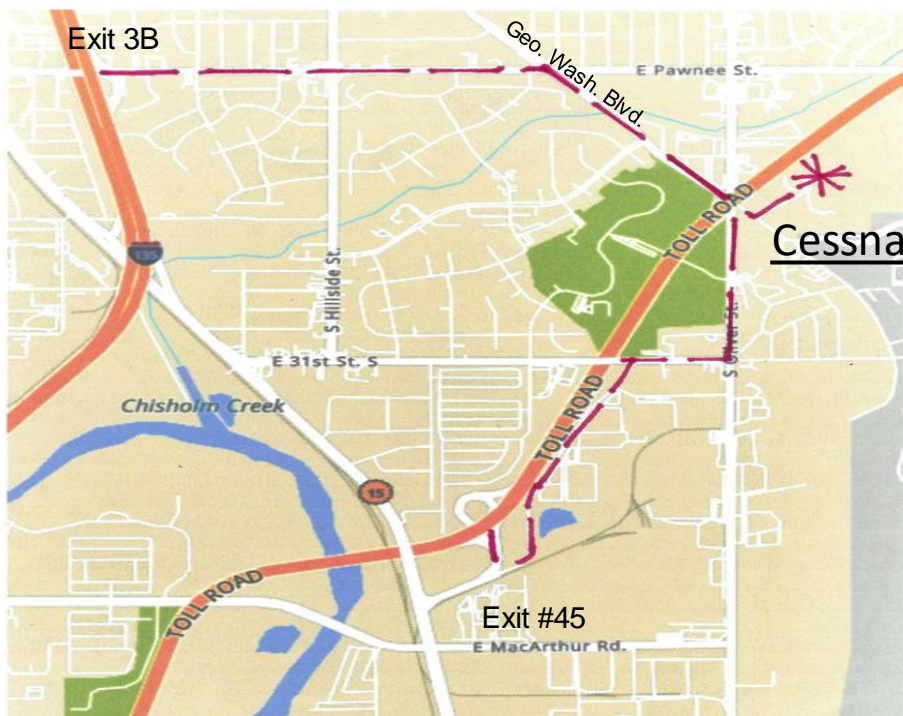 Exit 3B
Geo. Wash. Blvd.
E Pawnee St.
TOLL ROAD
Cessna
135
S Hillside St.
S Oliver St.
E 31st St. S
Chisholm Creek
TOLL ROAD
15
TOLL ROAD
Exit #45
E MacArthur Rd.